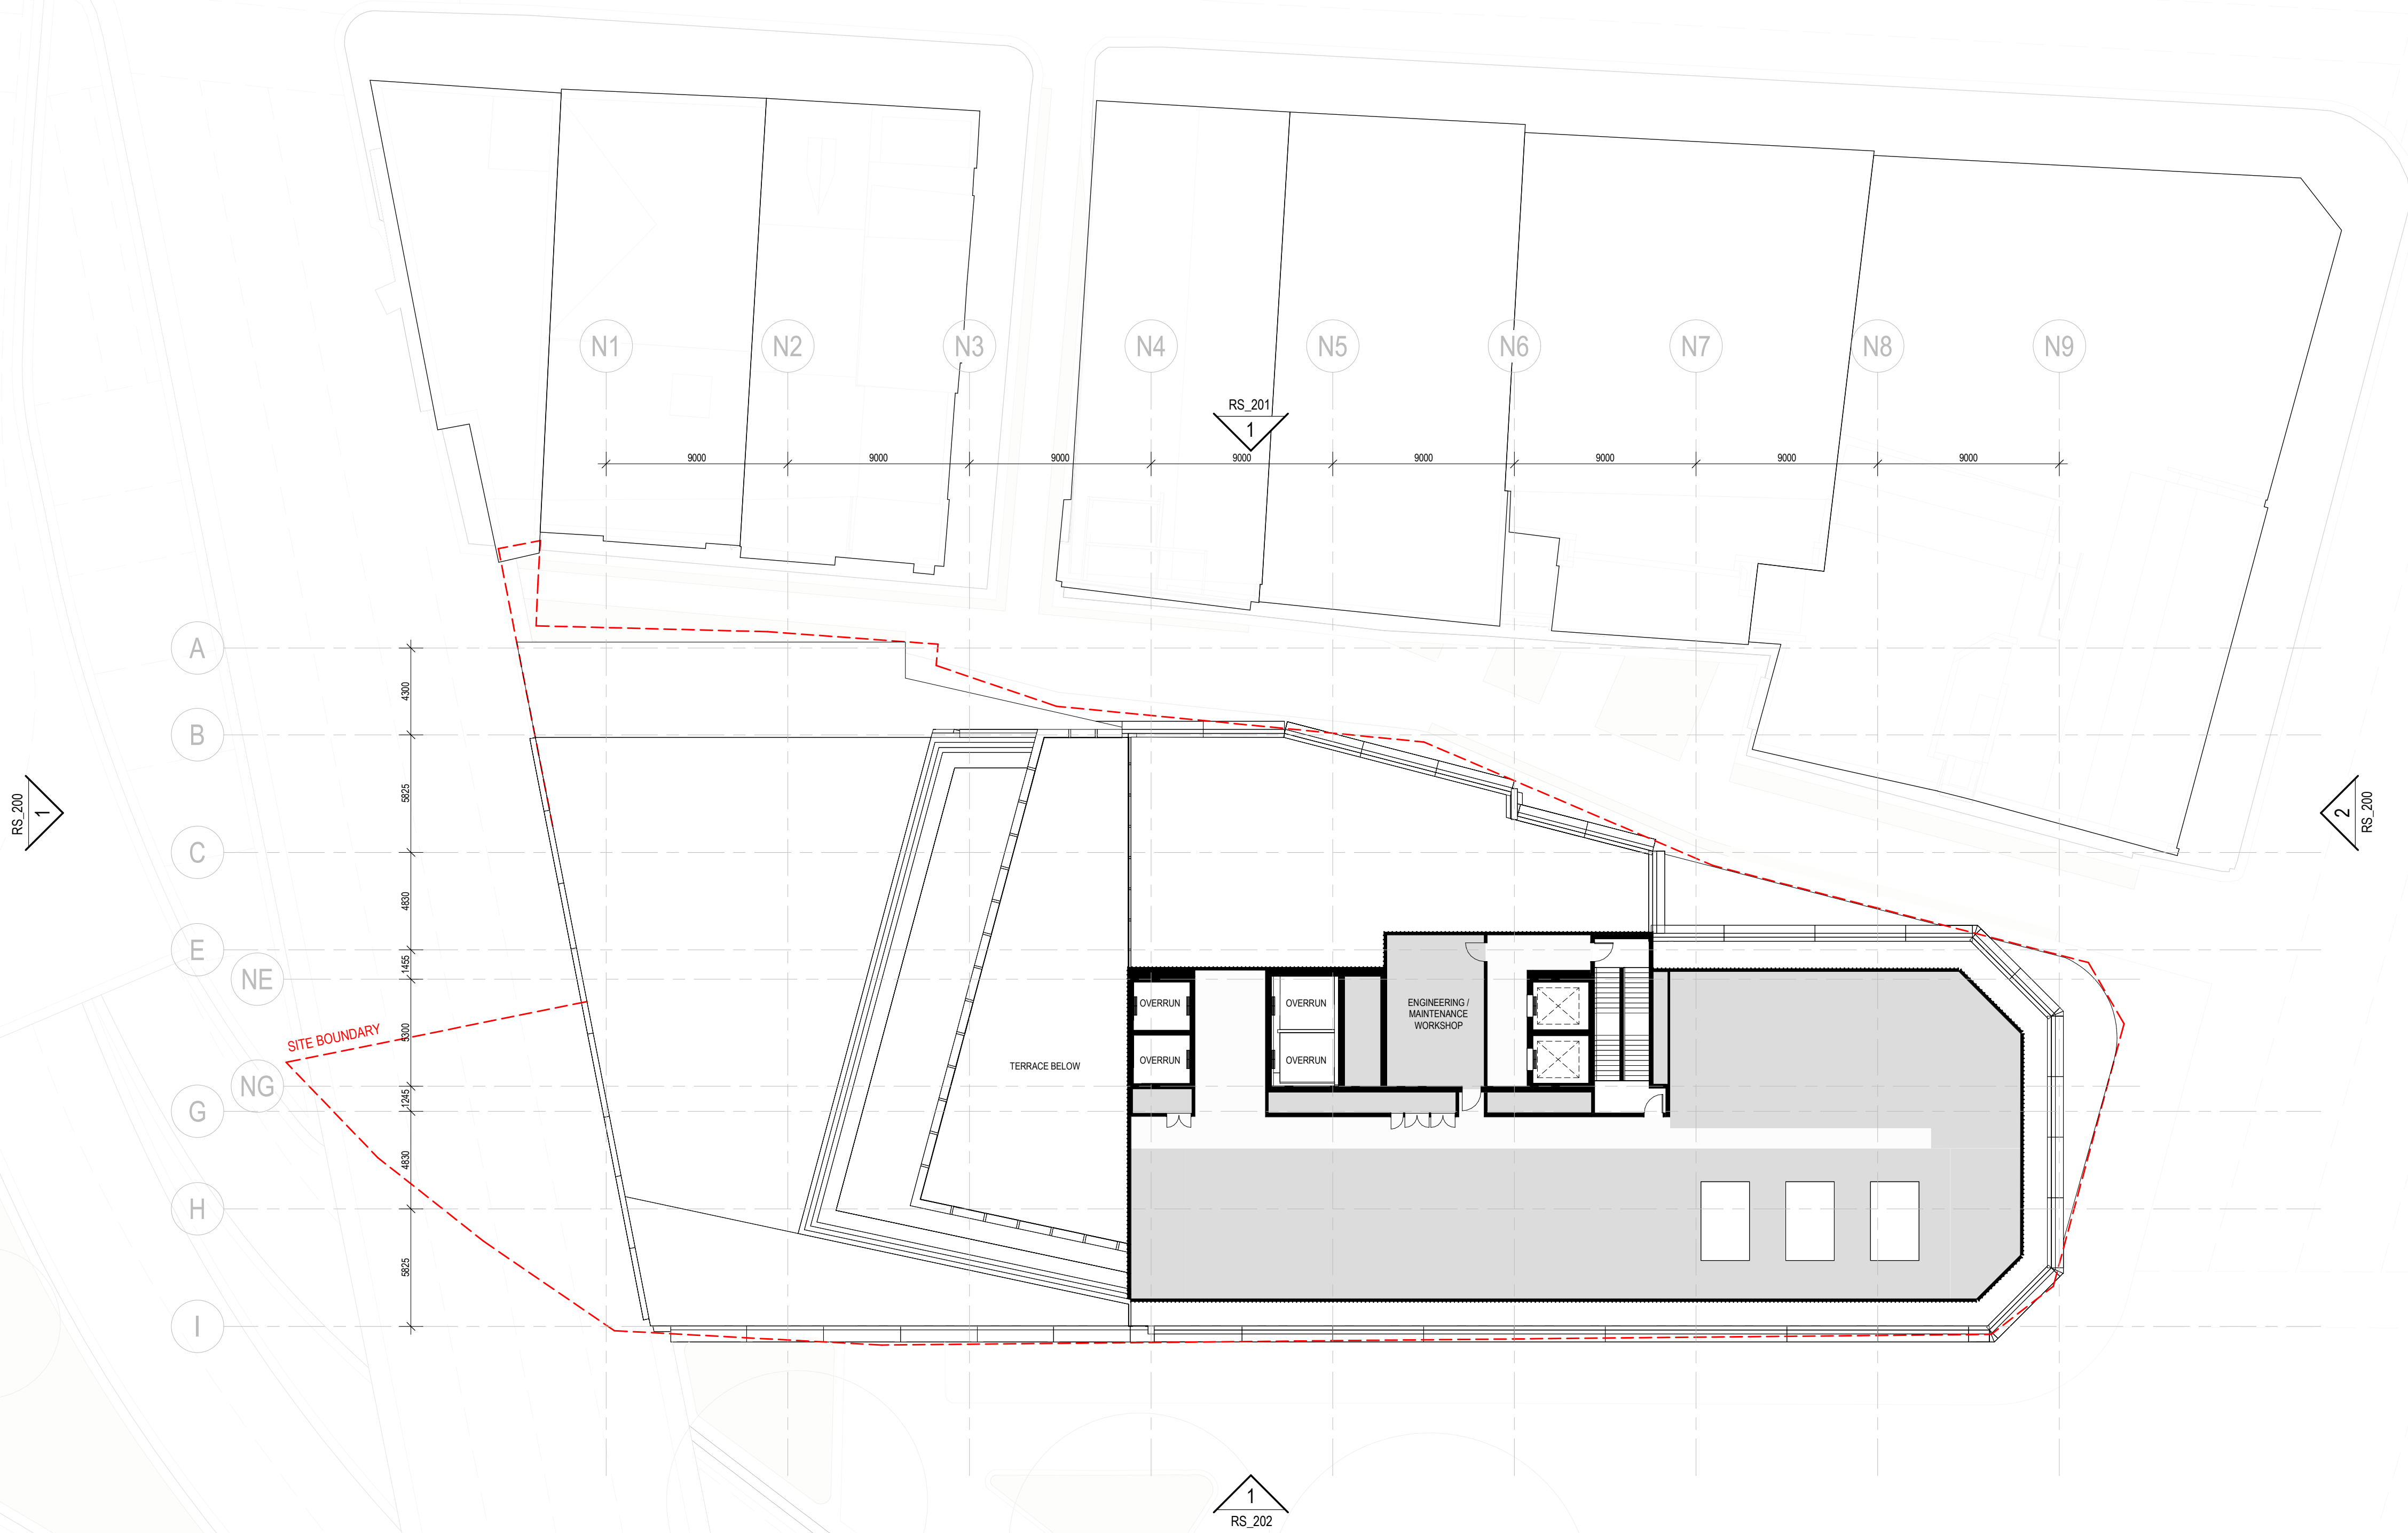 N1 N2 N3 N4 N5 N6 N7 N8 N9
RS_201
1
9000 9000 9000 9000 9000 9000 9000 9000
A
4300
B
5825
RS_200
1
2
RS_200
C
4830
E
1455
NE
OVERRUN OVERRUN
ENGINEERING /
MAINTENANCE
WORKSHOP
SITE BOUNDARY
5300
OVERRUN OVERRUN
TERRACE BELOW
NG
1245
G
4830
H
5825
I
1
RS_202